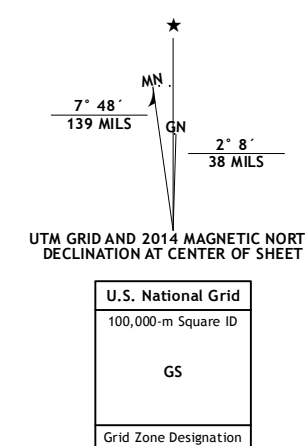 MN
GN
7° 48´
139 MILS
2° 8´
38 MILS
UTM GRID AND 2014 MAGNETIC NORT
DECLINATION AT CENTER OF SHEET
U.S. National Grid
100,000-m Square ID
GS
Grid Zone Designation